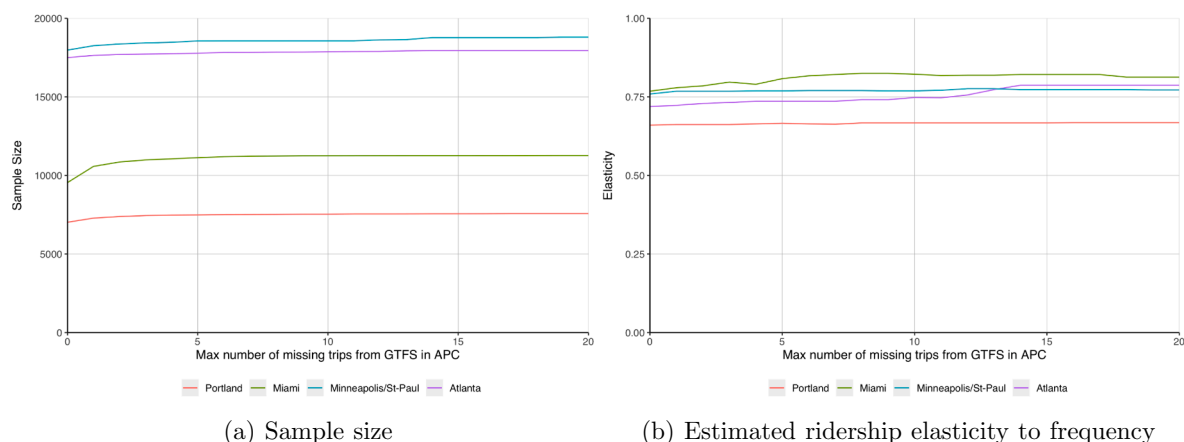 20000
15000
10000
5000
0
Sample Size
0 5 10 15 20
Max number of missing trips from GTFS in APC
Portland Miami Minneapolis/St-Paul Atlanta
(a) Sample size
1.00
0.75
0.50
0.25
0.00
Elasticity
0 5 10 15 20
Max number of missing trips from GTFS in APC
Portland Miami Minneapolis/St-Paul Atlanta
(b) Estimated ridership elasticity to frequency